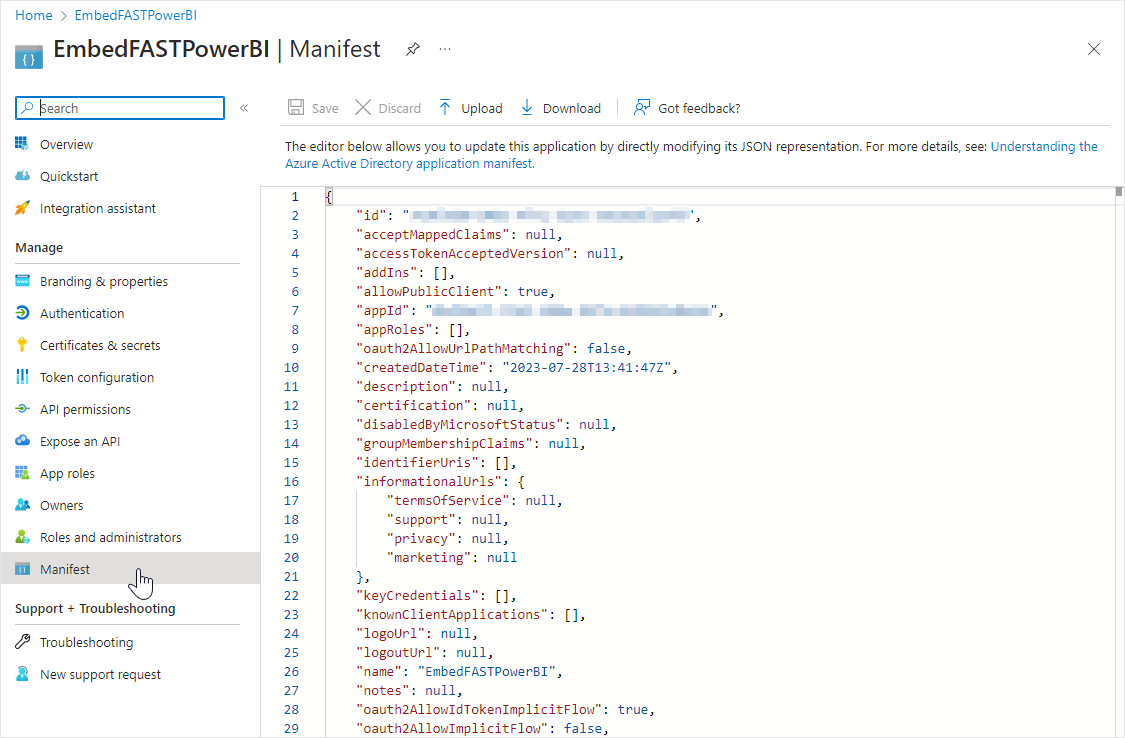 Home > EmbedFASTPowerBI
EmbedFASTPowerBI | Manifest
Search
Overview
Quickstart
Integration assistant
Manage
Branding & properties
Authentication
Certificates & secrets
Token configuration
API permissions
Expose an API
App roles
Owners
Roles and administrators
Manifest
Support + Troubleshooting
Troubleshooting
New support request
Save Discard Upload Download Got feedback?
The editor below allows you to update this application by directly modifying its JSON representation. For more details, see: Understanding the
Azure Active Directory application manifest.
1 {
2 "id": "
3 "acceptMappedClaims": null,
4 "accessTokenAcceptedVersion": null,
5 "addIns": [],
6 "allowPublicClient": true,
7 "appId": "",
8 "appRoles": [],
9 "oauth2AllowUrlPathMatching": false,
10 "createdDateTime": "2023-07-28T13:41:47Z",
11 "description": null,
12 "certification": null,
13 "disabledByMicrosoftStatus": null,
14 "groupMembershipClaims": null,
15 "identifierUris": [],
16 "informationalUrls": {
17 "termsOfService": null,
18 "support": null,
19 "privacy": null,
20 "marketing": null
21 },
22 "keyCredentials": [],
23 "knownClientApplications": [],
24 "logoUrl": null,
25 "logoutUrl": null,
26 "name": "EmbedFASTPowerBI",
27 "notes": null,
28 "oauth2AllowIdTokenImplicitFlow": true,
29 "oauth2AllowImplicitFlow": false,